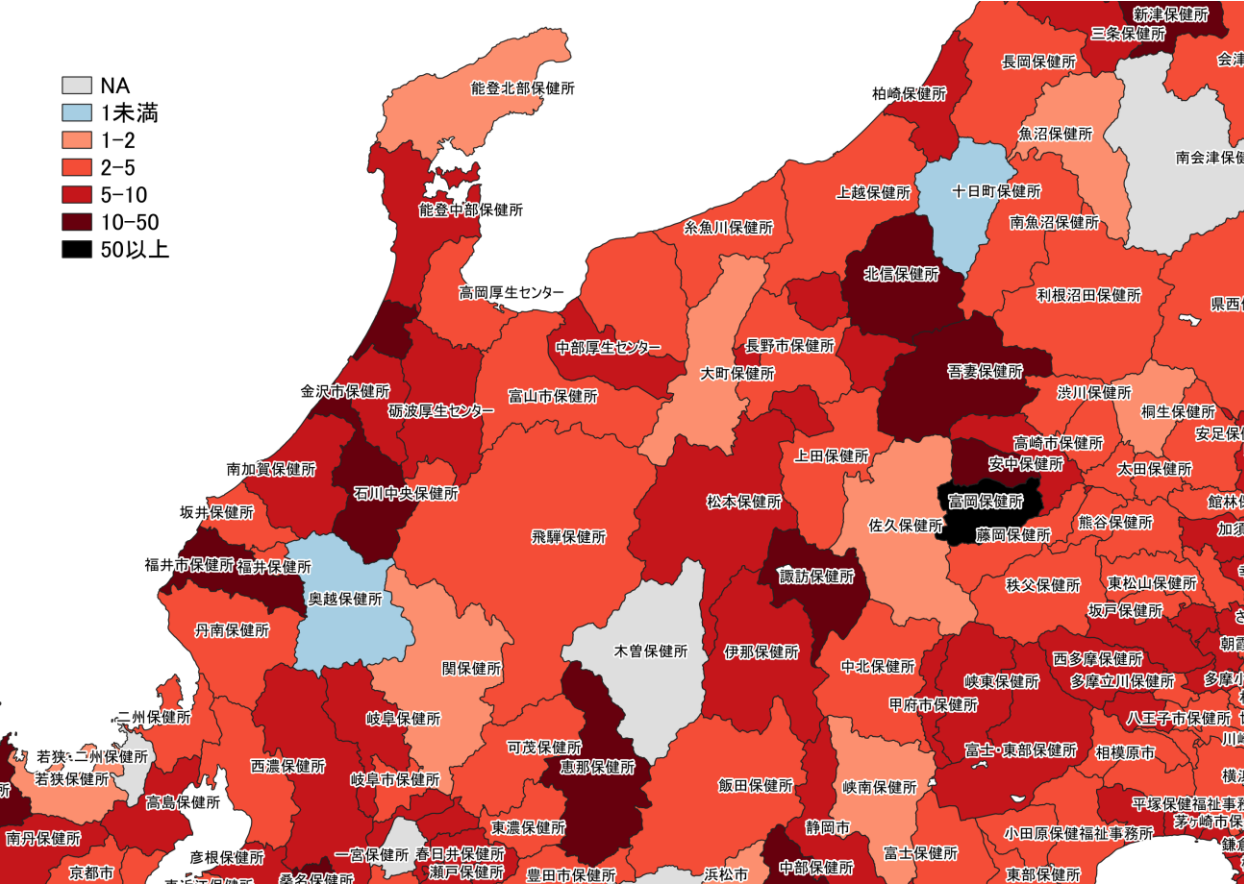 NA
1未満
1-2
2-5
5-10
10-50
50以上
新津保健所
三条保健所
長岡保健所
会津
能登北部保健所
柏崎保健所
魚沼保健所
南会津保健
能登中部保健所
上越保健所
十日町保健所
糸魚川保健所
南魚沼保健所
北信保健所
高岡厚生センター
利根沼田保健所
県西
中部厚生センター
長野市保健所
大町保健所
吾妻保健所
金沢市保健所
砺波厚生センター
富山市保健所
渋川保健所
桐生保健所
安足保
高崎市保健所
上田保健所
安中保健所
太田保健所
南加賀保健所
石川中央保健所
松本保健所
富岡保健所
館林保
坂井保健所
佐久保健所
藤岡保健所
熊谷保健所
加須
飛騨保健所
福井市保健所
福井保健所
諏訪保健所
秩父保健所
東松山保健所
奥越保健所
坂戸保健所
さ
丹南保健所
朝霞
木曽保健所
伊那保健所
中北保健所
西多摩保健所
関保健所
峡東保健所
多摩立川保健所
多摩小
甲府市保健所
二州保健所
岐阜保健所
八王子市保健所
川崎
可茂保健所
富士・東部保健所
相模原市
若狭・二州保健所
西濃保健所
恵那保健所
若狭保健所
岐阜市保健所
飯田保健所
峡南保健所
横浜
所
高島保健所
平塚保健福祉事務
茅ヶ崎市保
東濃保健所
静岡市
小田原保健福祉事務所
南丹保健所
鎌倉
一宮保健所
春日井保健所
彦根保健所
富士保健所
京都市
瀬戸保健所
中部保健所
豊田市保健所
浜松市
東部保健所
桑名保健所
東近江保健所